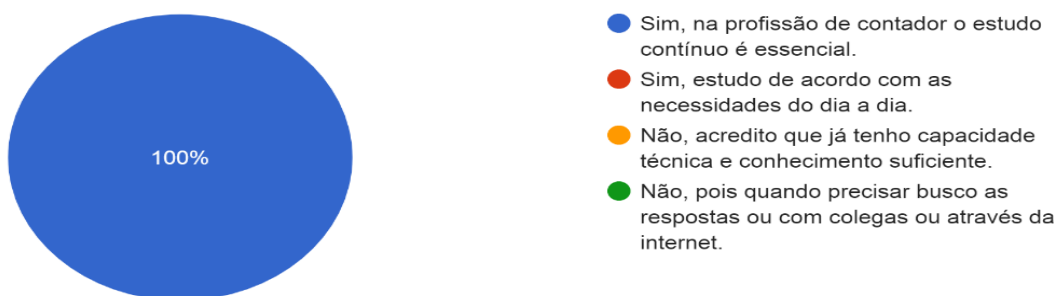 100%
Sim, na profissão de contador o estudo
contínuo é essencial.
Sim, estudo de acordo com as
necessidades do dia a dia.
Não, acredito que já tenho capacidade
técnica e conhecimento suficiente.
Não, pois quando precisar busco as
respostas ou com colegas ou através da
internet.